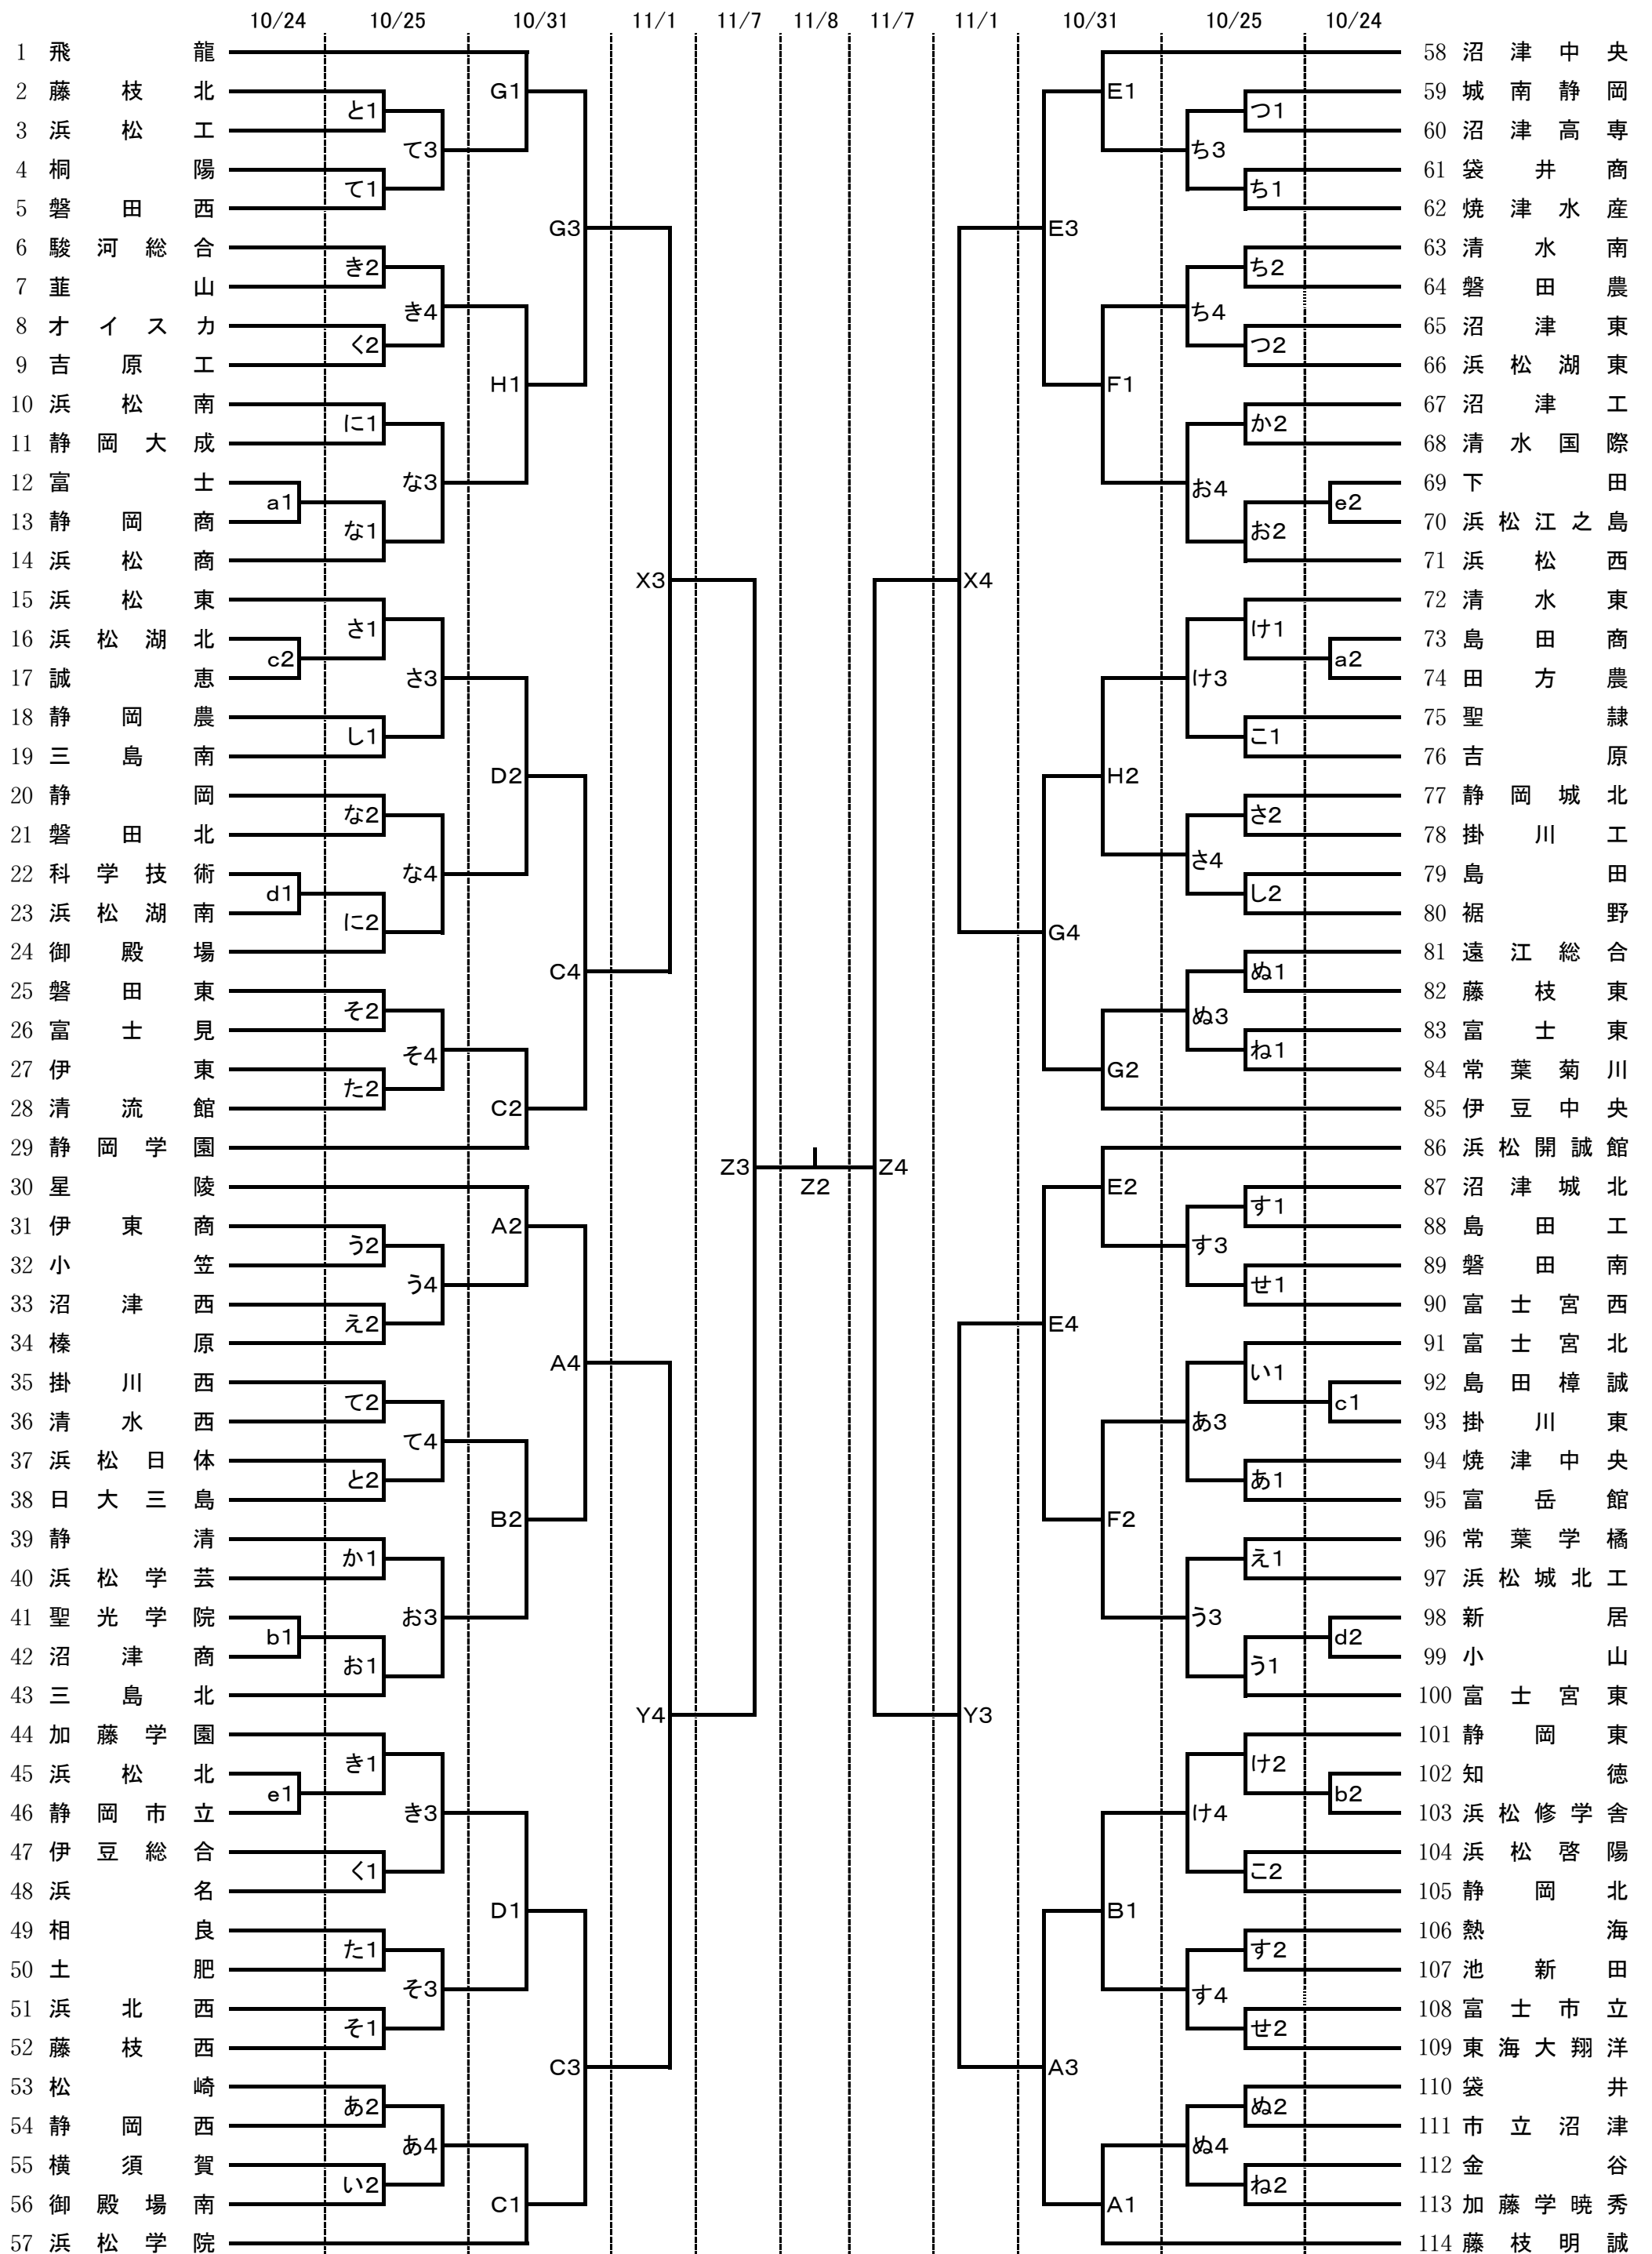 10/24 10/25 10/31 11/1 11/7 11/8 11/7 11/1 10/31 10/25 10/24
1 飛龍 58 沼津中央
2 藤枝北 G1 E1 59 城南静岡
と1 つ1
3 浜松工 60 沼津高専
て3 ち3
4 桐陽 61 袋井商
て1 ち1
5 磐田西 62 焼津水産
G3 E3
6 駿河総合 63 清水南
き2 ち2
7 韮山 64 磐田農
き4 ち4
8 オイスカ 65 沼津東
く2 つ2
9 吉原工 66 浜松湖東
H1 F1
10 浜松南 67 沼津工
に1 か2
11 静岡大成 68 清水国際
12 富士 な3 お4 69 下田
a1 e2
13 静岡商 70 浜松江之島
な1 お2
14 浜松商 71 浜松西
X3 X4
15 浜松東 72 清水東
さ1 け1
16 浜松湖北 73 島田商
c2 a2
17 誠恵 さ3 け3 74 田方農
18 静岡農 75 聖隷
し1 こ1
19 三島南 76 吉原
D2 H2
20 静岡 77 静岡城北
な2 さ2
21 磐田北 78 掛川工
な4 さ4
22 科学技術 79 島田
d1 し2
23 浜松湖南 80 裾野
に2 G4
24 御殿場 81 遠江総合
C4 ぬ1
25 磐田東 82 藤枝東
そ2 ぬ3
26 富士見 83 富士東
そ4 ね1
27 伊東 84 常葉菊川
た2 G2
28 清流館 C2 85 伊豆中央
29 静岡学園 86 浜松開誠館
Z3 Z2 Z4
30 星陵 E2 87 沼津城北
す1
31 伊東商 A2 88 島田工
う2 す3
32 小笠 89 磐田南
う4 せ1
33 沼津西 90 富士宮西
え2 E4
34 榛原 91 富士宮北
A4 い1
35 掛川西 92 島田樟誠
て2 c1
36 清水西 あ3 93 掛川東
て4
37 浜松日体 94 焼津中央
と2 あ1
38 日大三島 95 富岳館
B2 F2
39 静清 96 常葉学橘
か1 え1
40 浜松学芸 97 浜松城北工
41 聖光学院 お3 う3 98 新居
b1 d2
42 沼津商 99 小山
お1 う1
43 三島北 100 富士宮東
Y4 Y3
44 加藤学園 101 静岡東
き1 け2
45 浜松北 102 知徳
e1 b2
46 静岡市立 き3 け4 103 浜松修学舎
47 伊豆総合 104 浜松啓陽
く1 こ2
48 浜名 105 静岡北
D1 B1
49 相良 106 熱海
た1 す2
50 土肥 107 池新田
そ3 す4
51 浜北西 108 富士市立
そ1 せ2
52 藤枝西 109 東海大翔洋
C3 A3
53 松崎 110 袋井
あ2 ぬ2
54 静岡西 111 市立沼津
あ4 ぬ4
55 横須賀 112 金谷
い2 ね2
56 御殿場南 C1 A1 113 加藤学暁秀
57 浜松学院 114 藤枝明誠